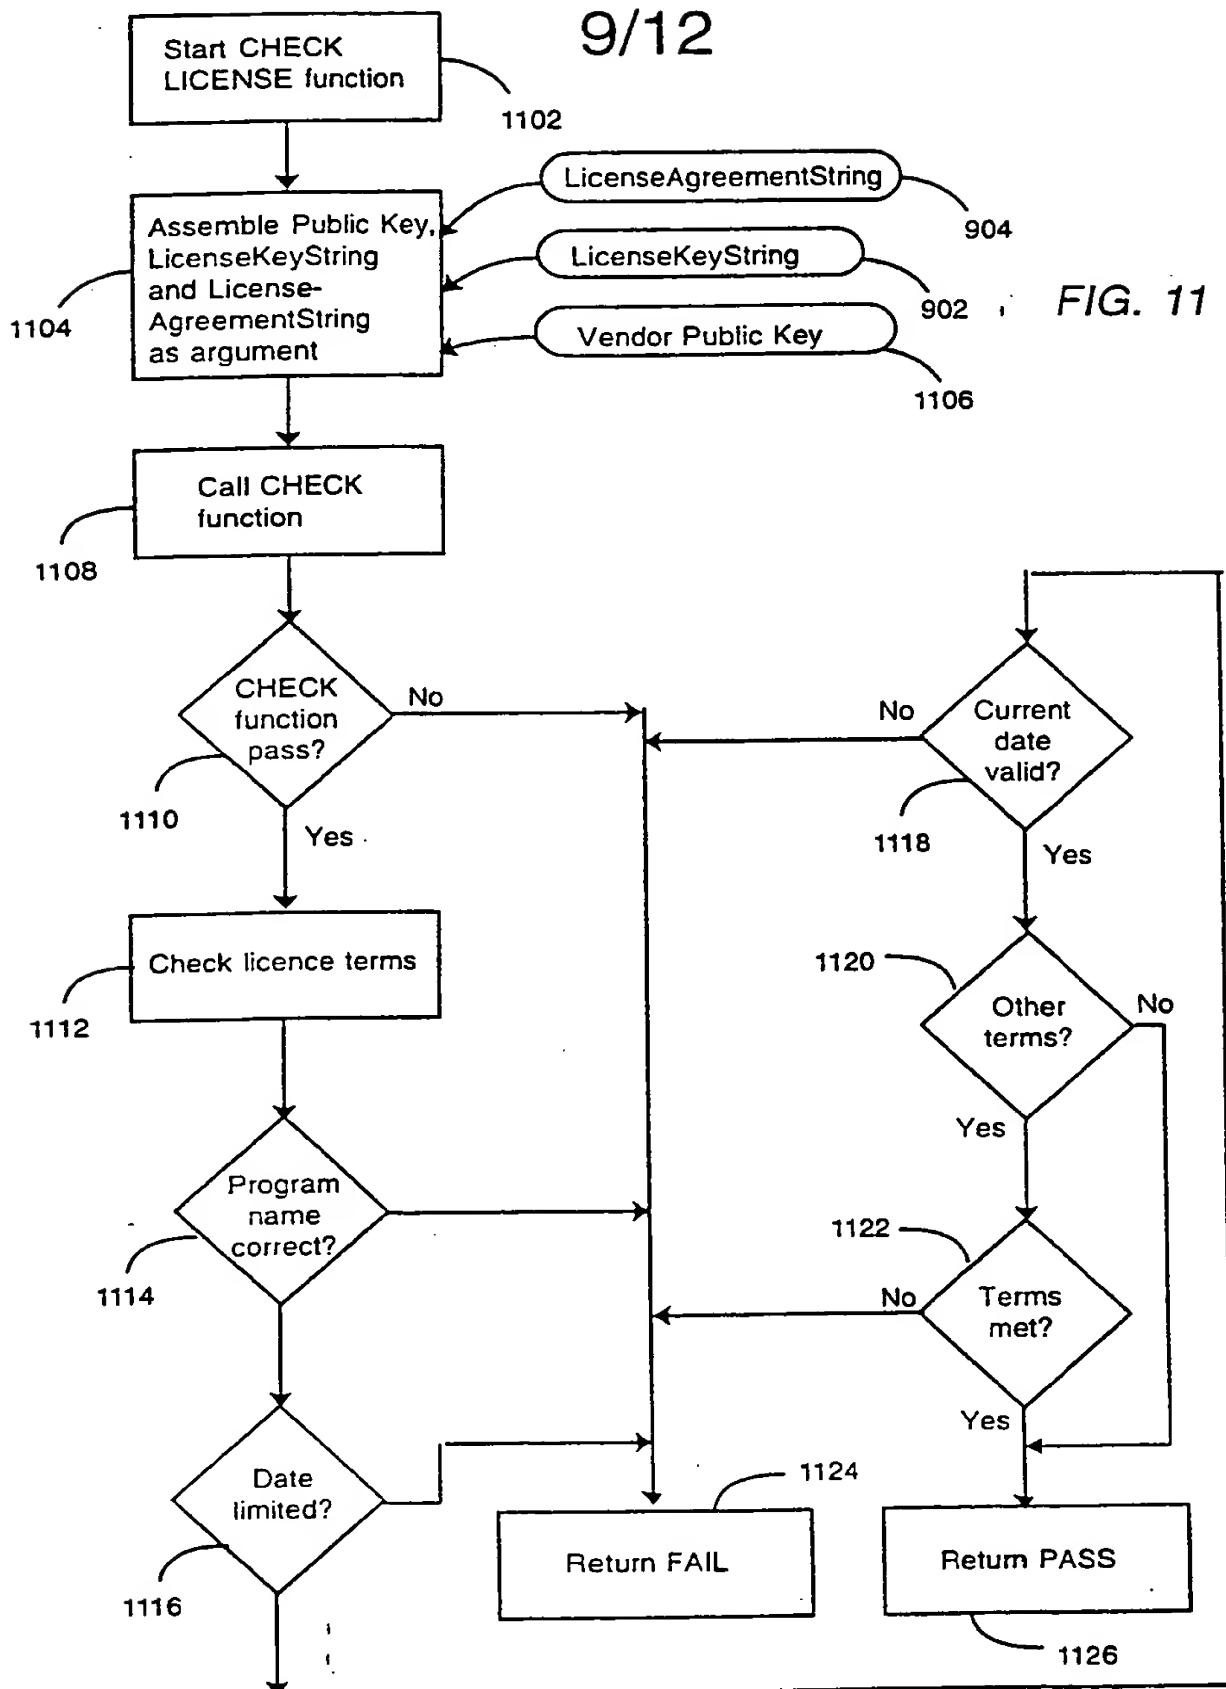 9/12
Start CHECK
LICENSE function
1102
LicenseAgreementString
904
Assemble Public Key,
LicenseKeyString
and License-
AgreementString
as argument
1104
LicenseKeyString
902
FIG. 11
Vendor Public Key
1106
Call CHECK
function
1108
CHECK
function
pass?
No
1110
Yes
Current
date
valid?
No
1118
Yes
Check licence terms
1112
1120
Other
terms?
No
Yes
Program
name
correct?
1114
1122
Terms
met?
No
Yes
Date
limited?
1116
1124
Return FAIL
Return PASS
1126